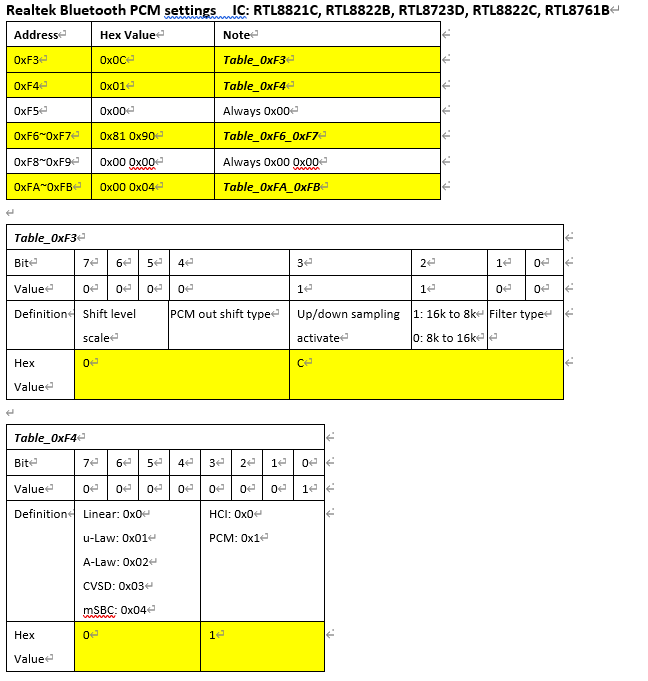 Realtek Bluetooth PCM settings IC: RTL8821C, RTL8822B, RTL8723D, RTL8822C, RTL8761B
Address Hex Value Note
0xF3 0x0C Table_0xF3
0xF4 0x01 Table_0xF4
0xF5 0x00 Always 0x00
0xF6~0xF7 0x81 0x90 Table_0xF6_0xF7
0xF8~0xF9 0x00 0x00 Always 0x00 0x00
0xFA~0xFB 0x00 0x04 Table_0xFA_0xFB
Table_0xF3
Bit 7 6 5 4 3 2 1 0
Value 0 0 0 0 1 1 0 0
Definition Shift level PCM out shift type Up/down sampling 1: 16k to 8k Filter type
scale activate 0: 8k to 16k
Hex 0 C
Value
Table_0xF4
Bit 7 6 5 4 3 2 1 0
Value 0 0 0 0 0 0 0 1
Definition Linear: 0x0 HCI: 0x0
u-Law: 0x01 PCM: 0x1
A-Law: 0x02
CVSD: 0x03
mSBC: 0x04
Hex 0 1
Value